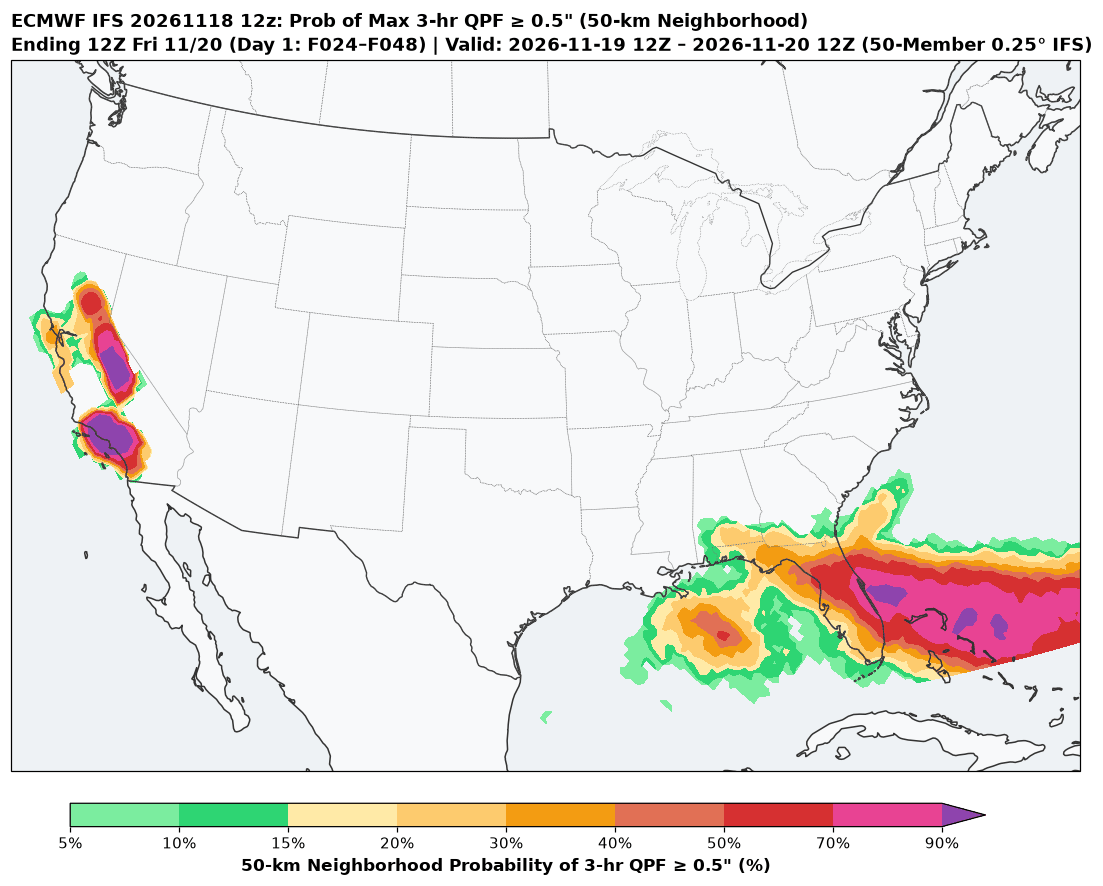 ECMWF IFS 20261118 12z: Prob of Max 3-hr QPF ≥ 0.5" (50-km Neighborhood)
Ending 12Z Fri 11/20 (Day 1: F024–F048) | Valid: 2026-11-19 12Z – 2026-11-20 12Z (50-Member 0.25° IFS)
5% 10% 15% 20% 30% 40% 50% 70% 90%
50-km Neighborhood Probability of 3-hr QPF ≥ 0.5" (%)